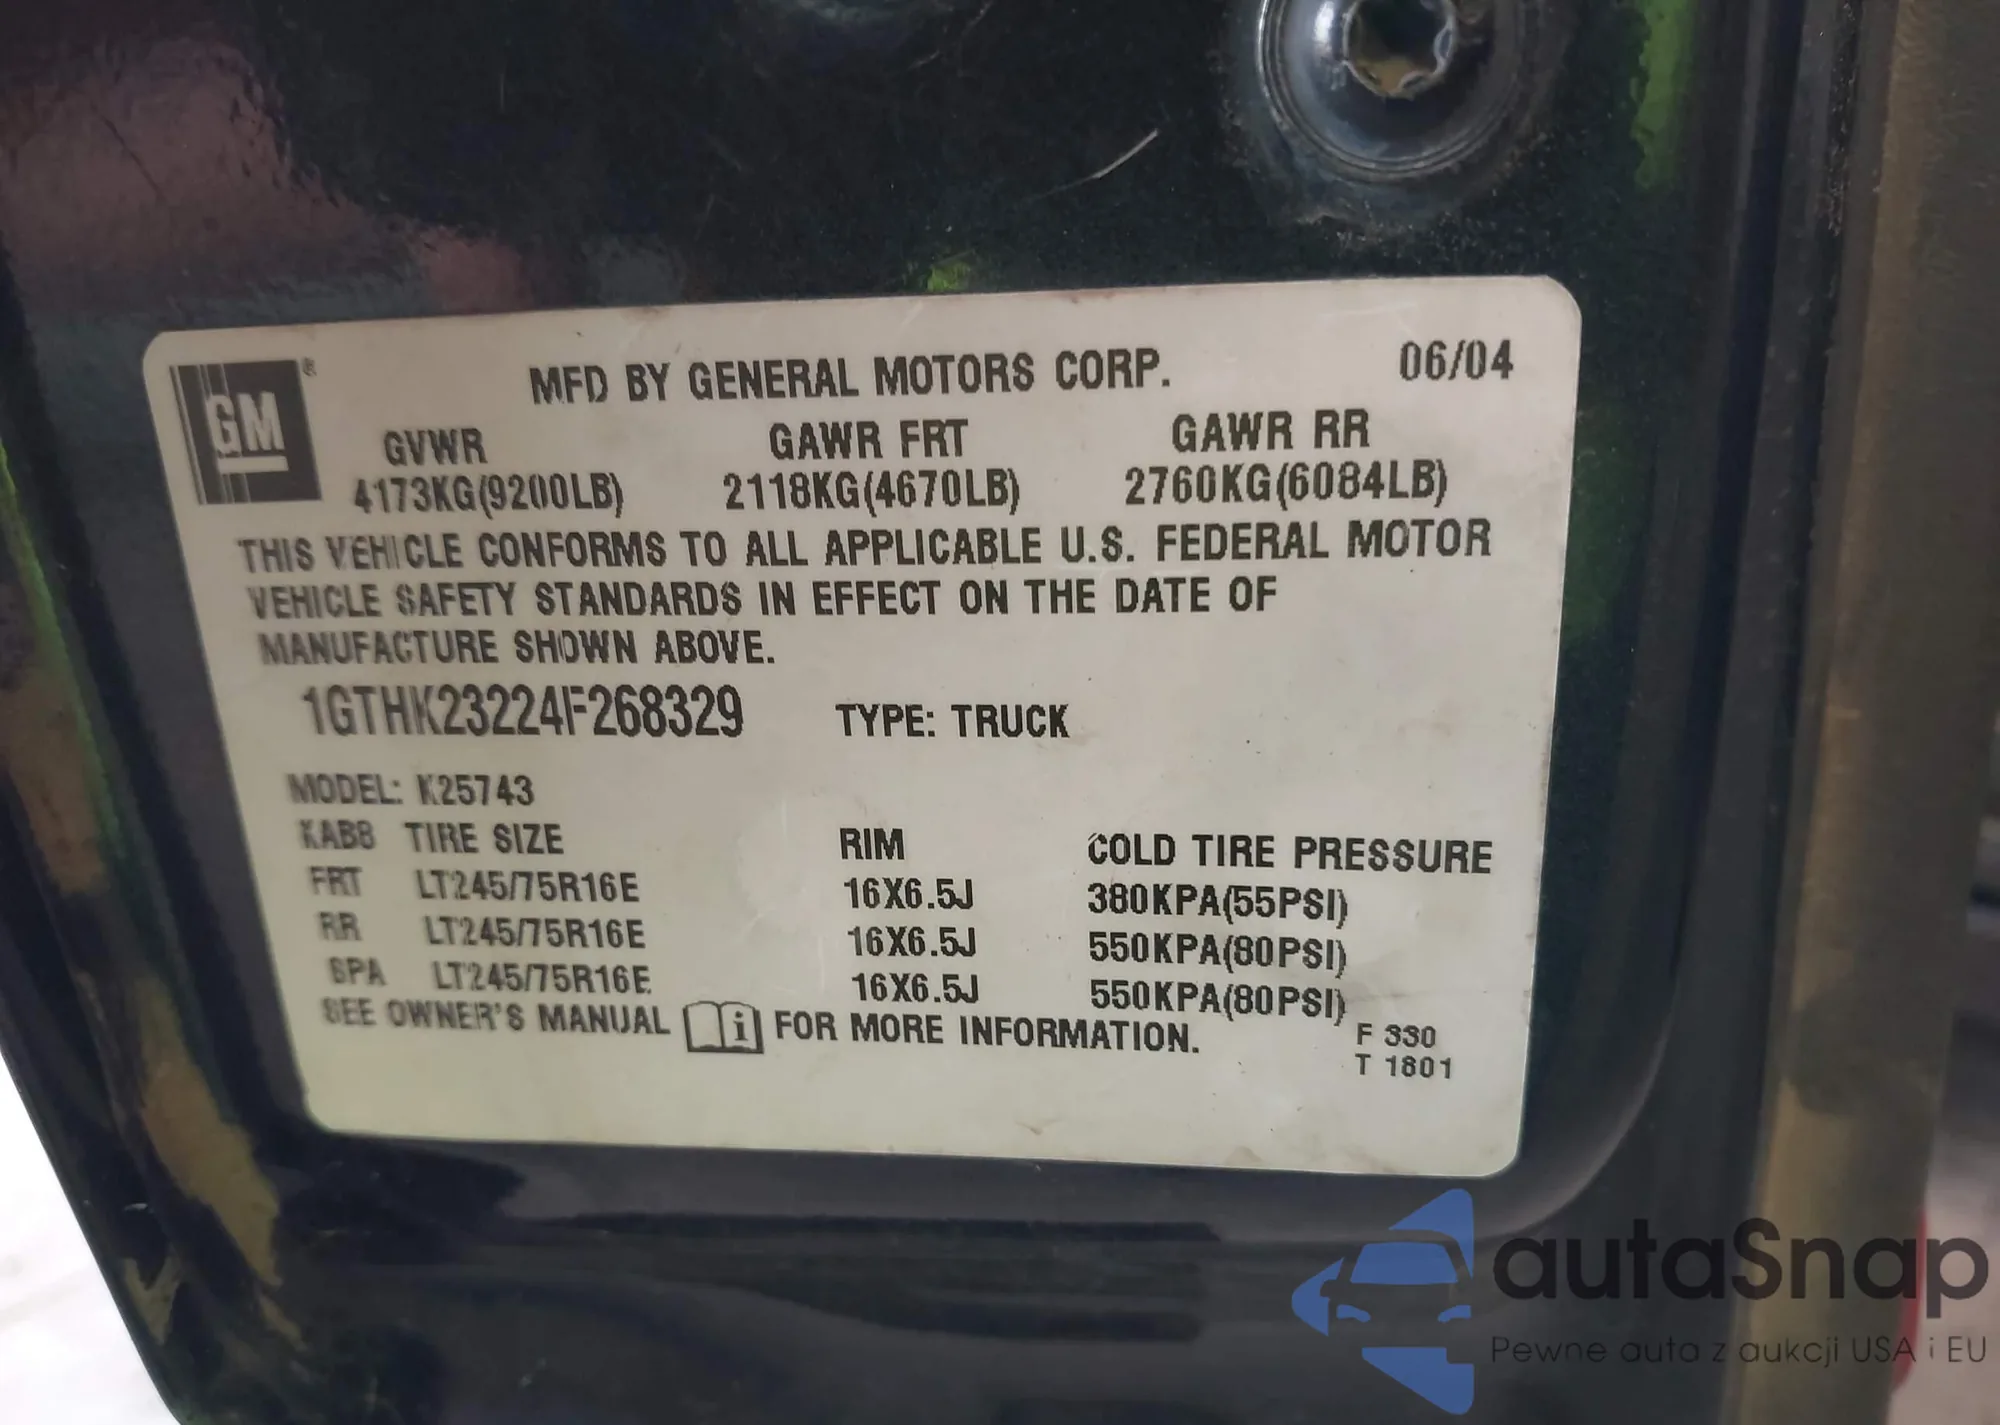 GM ®
MFD BY GENERAL MOTORS CORP. 06/04
GVWR GAWR FRT GAWR RR
4173KG(9200LB) 2118KG(4670LB) 2760KG(6084LB)
THIS VEHICLE CONFORMS TO ALL APPLICABLE U.S. FEDERAL MOTOR
VEHICLE SAFETY STANDARDS IN EFFECT ON THE DATE OF
MANUFACTURE SHOWN ABOVE.
1GTHK23224F268329 TYPE: TRUCK
MODEL: K25743
KABB TIRE SIZE RIM COLD TIRE PRESSURE
FRT LT245/75R16E 16X6.5J 380KPA(55PSI)
RR LT245/75R16E 16X6.5J 550KPA(80PSI)
SPA LT245/75R16E 16X6.5J 550KPA(80PSI)
SEE OWNER'S MANUAL i FOR MORE INFORMATION.
F 330
T 1801
autaSnap
Pewne auta z aukcji USA i EU